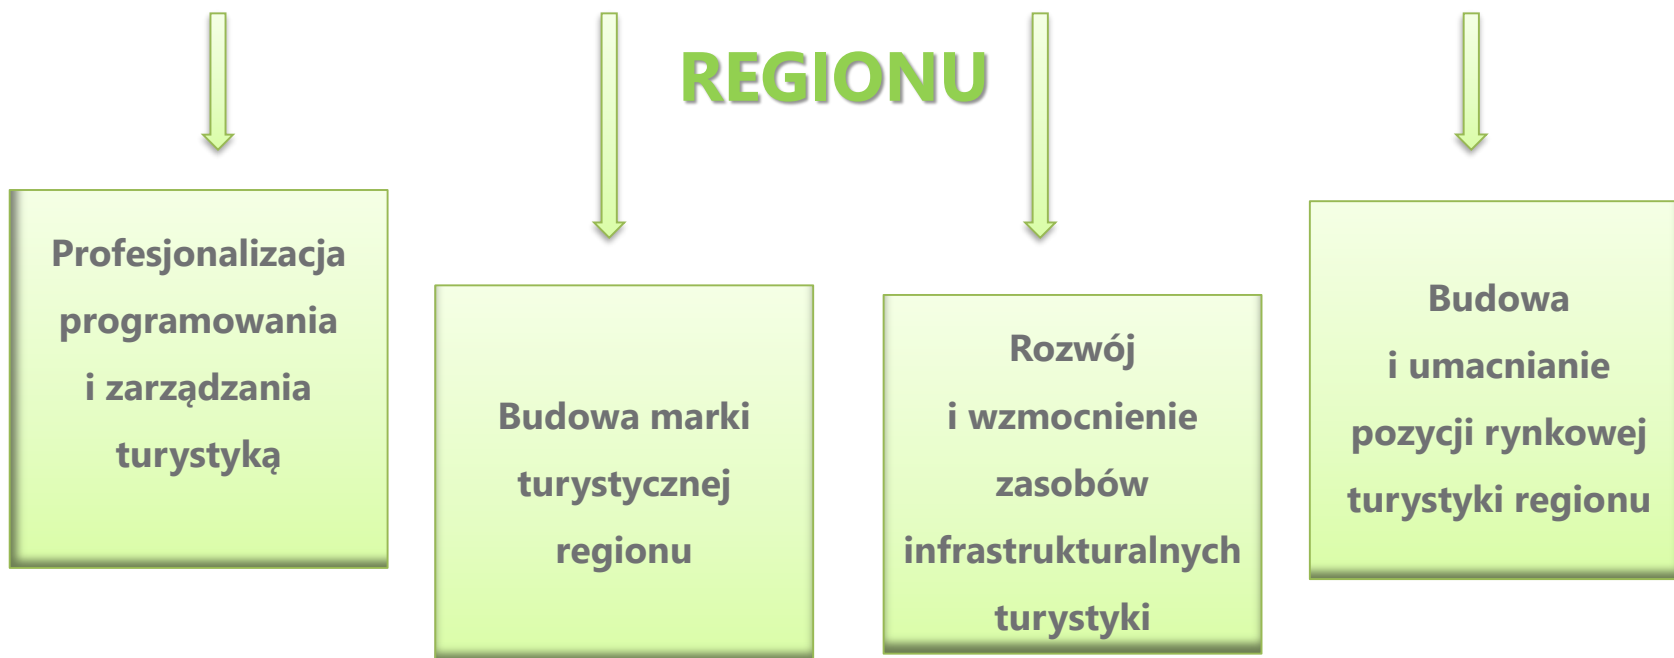 REGIONU
Profesjonalizacja
programowania
i zarządzania
turystyką
Budowa marki
turystycznej
regionu
Rozwój
i wzmocnienie
zasobów
infrastrukturalnych
turystyki
Budowa
i umacnianie
pozycji rynkowej
turystyki regionu